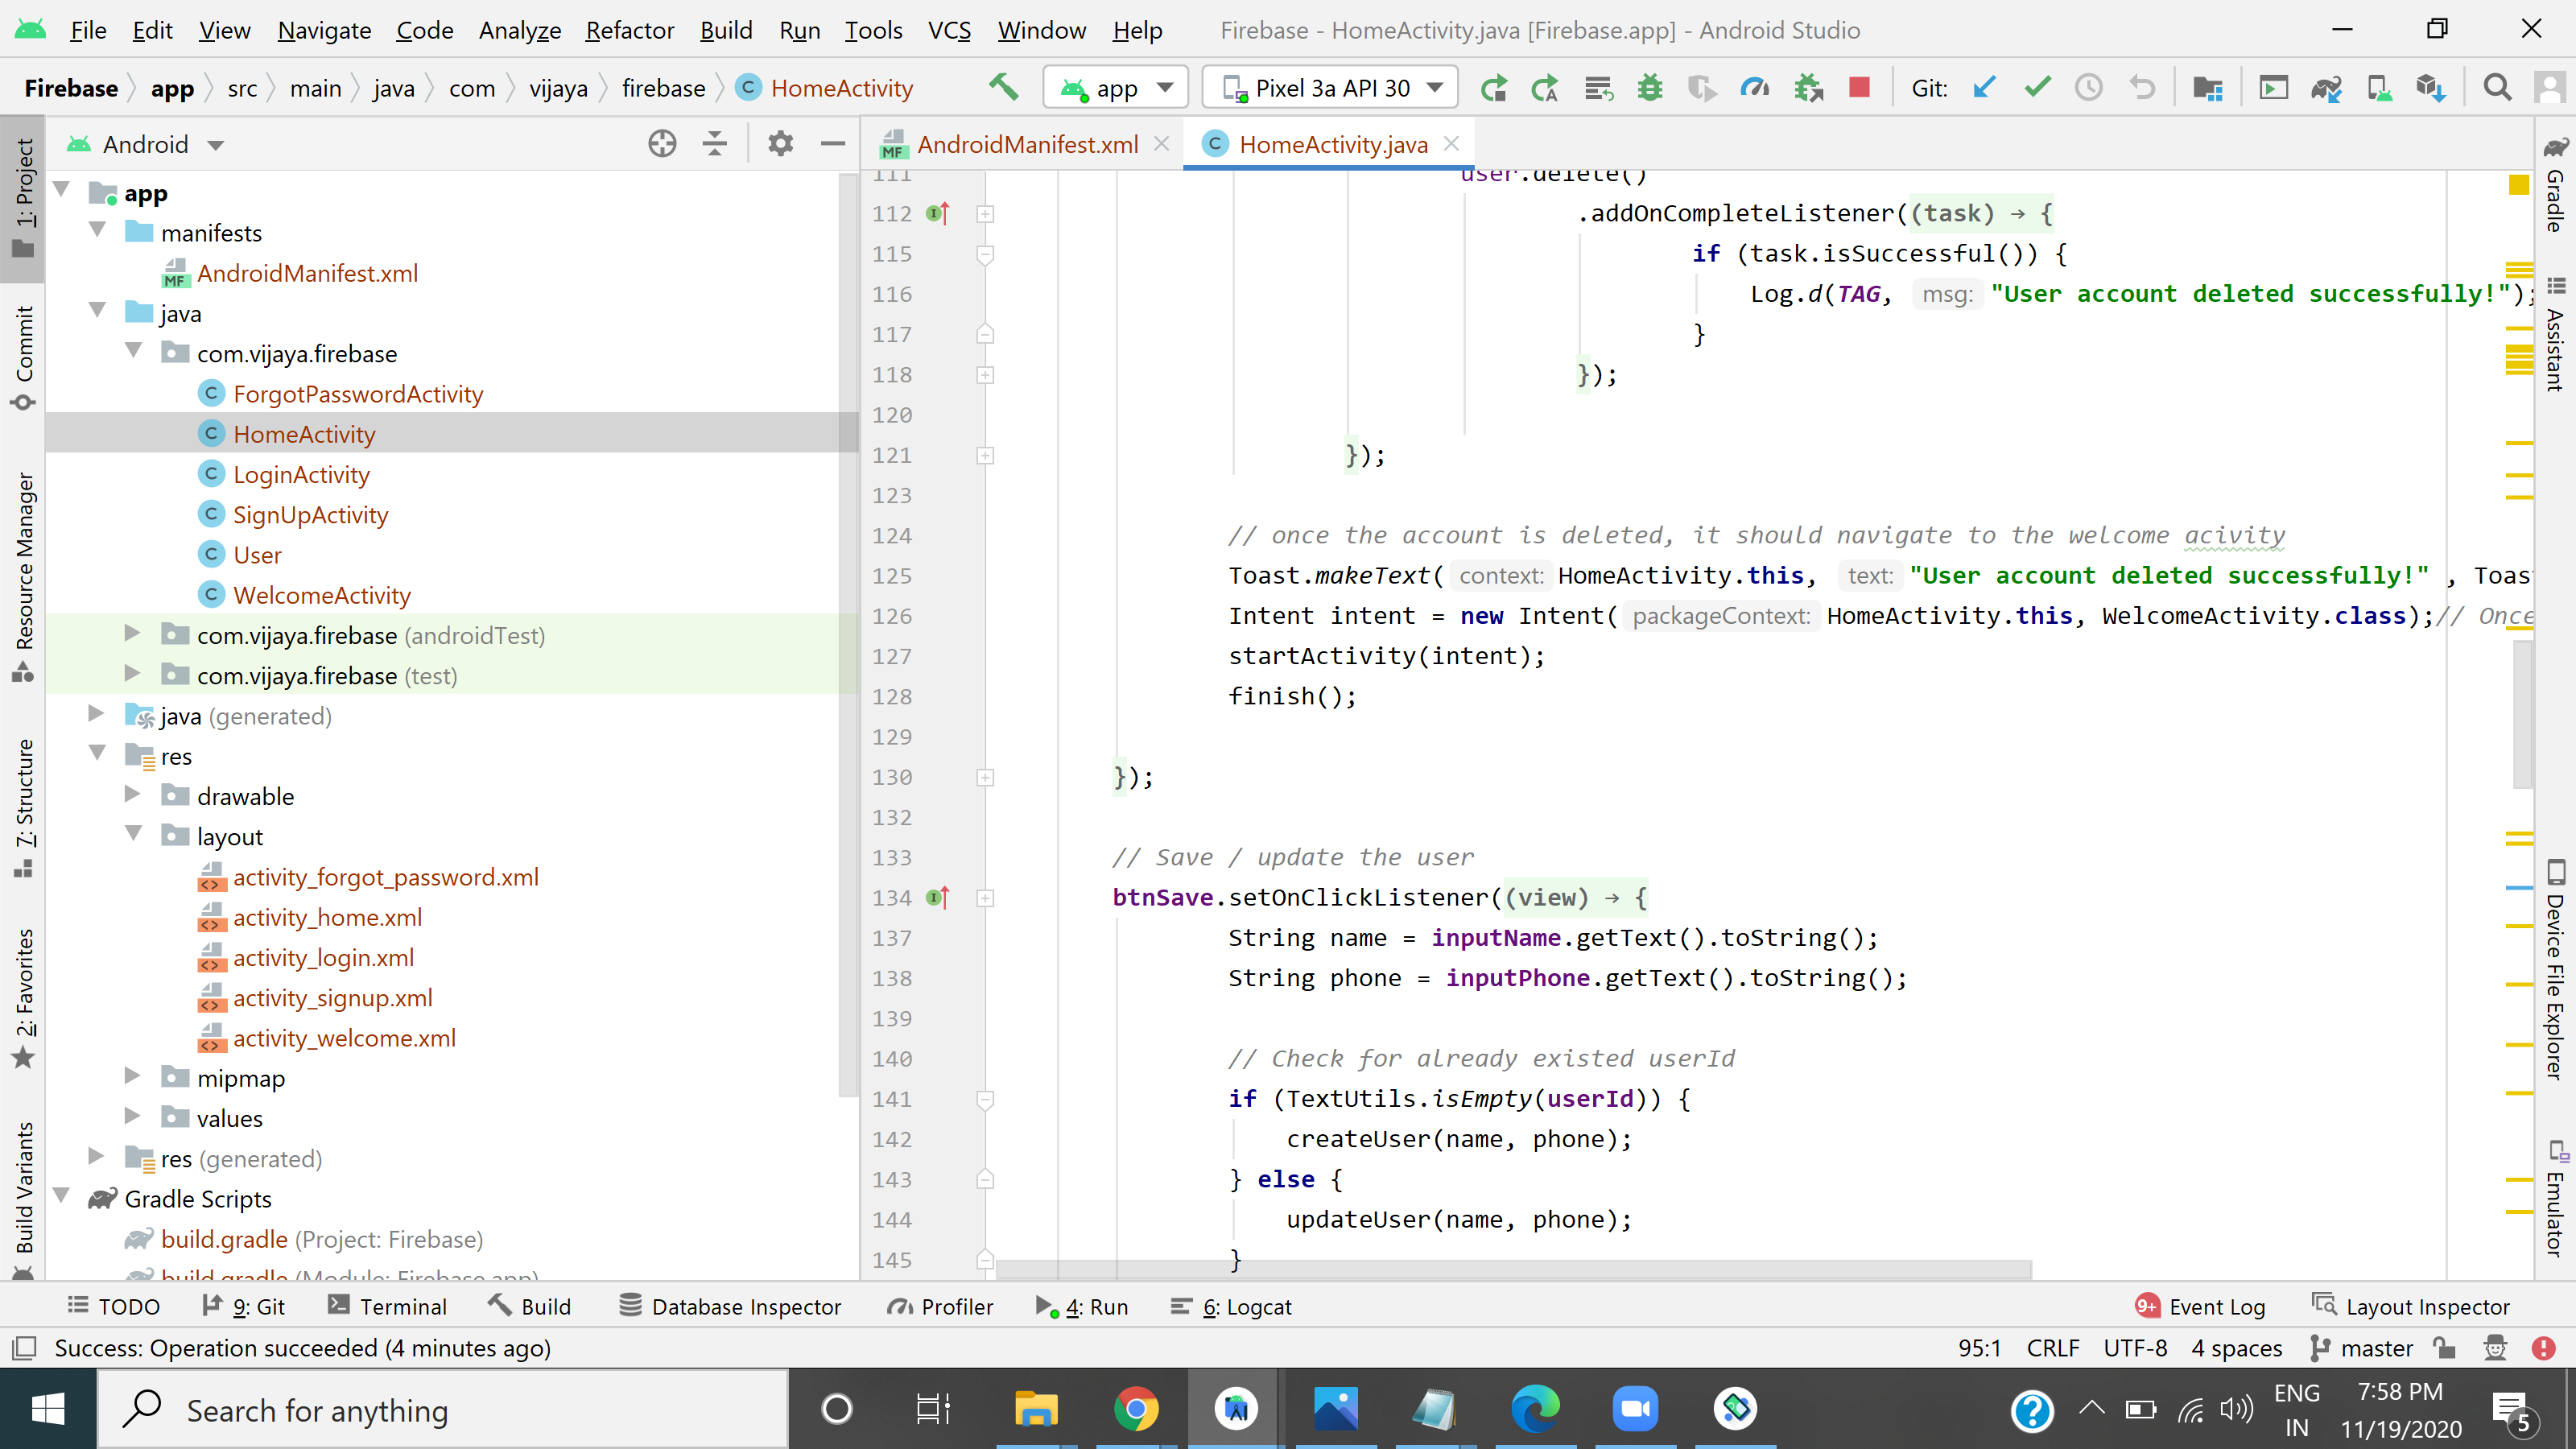 File Edit View Navigate Code Analyze Refactor Build Run Tools VCS Window Help Firebase - HomeActivity.java [Firebase.app] - Android Studio
Firebase app src main java com vijaya firebase C HomeActivity app Pixel 3a API 30 Git:
1: Project
Commit
Resource Manager
7: Structure
2: Favorites
Build Variants
Android
app
manifests
MF AndroidManifest.xml
java
com.vijaya.firebase
C ForgotPasswordActivity
C HomeActivity
C LoginActivity
C SignUpActivity
C User
C WelcomeActivity
com.vijaya.firebase (androidTest)
com.vijaya.firebase (test)
java (generated)
res
drawable
layout
activity_forgot_password.xml
activity_home.xml
activity_login.xml
activity_signup.xml
activity_welcome.xml
mipmap
values
res (generated)
Gradle Scripts
build.gradle (Project: Firebase)
build.gradle (Module: Firebase.app)
MF AndroidManifest.xml C HomeActivity.java
111 user.delete()
112 .addOnCompleteListener((task) → {
115 if (task.isSuccessful()) {
116 Log.d(TAG, msg: "User account deleted successfully!");
117 }
118 });
120
121 });
123
124 // once the account is deleted, it should navigate to the welcome acivity
125 Toast.makeText( context: HomeActivity.this, text: "User account deleted successfully!" , Toas
126 Intent intent = new Intent( packageContext: HomeActivity.this, WelcomeActivity.class);// Once
127 startActivity(intent);
128 finish();
129
130 });
132
133 // Save / update the user
134 btnSave.setOnClickListener((view) → {
137 String name = inputName.getText().toString();
138 String phone = inputPhone.getText().toString();
139
140 // Check for already existed userId
141 if (TextUtils.isEmpty(userId)) {
142 createUser(name, phone);
143 } else {
144 updateUser(name, phone);
145 }
Gradle
Assistant
Device File Explorer
Emulator
TODO 9: Git Terminal Build Database Inspector Profiler 4: Run 6: Logcat 9+ Event Log Layout Inspector
Success: Operation succeeded (4 minutes ago) 95:1 CRLF UTF-8 4 spaces master
Search for anything
ENG
IN
7:58 PM
11/19/2020
5